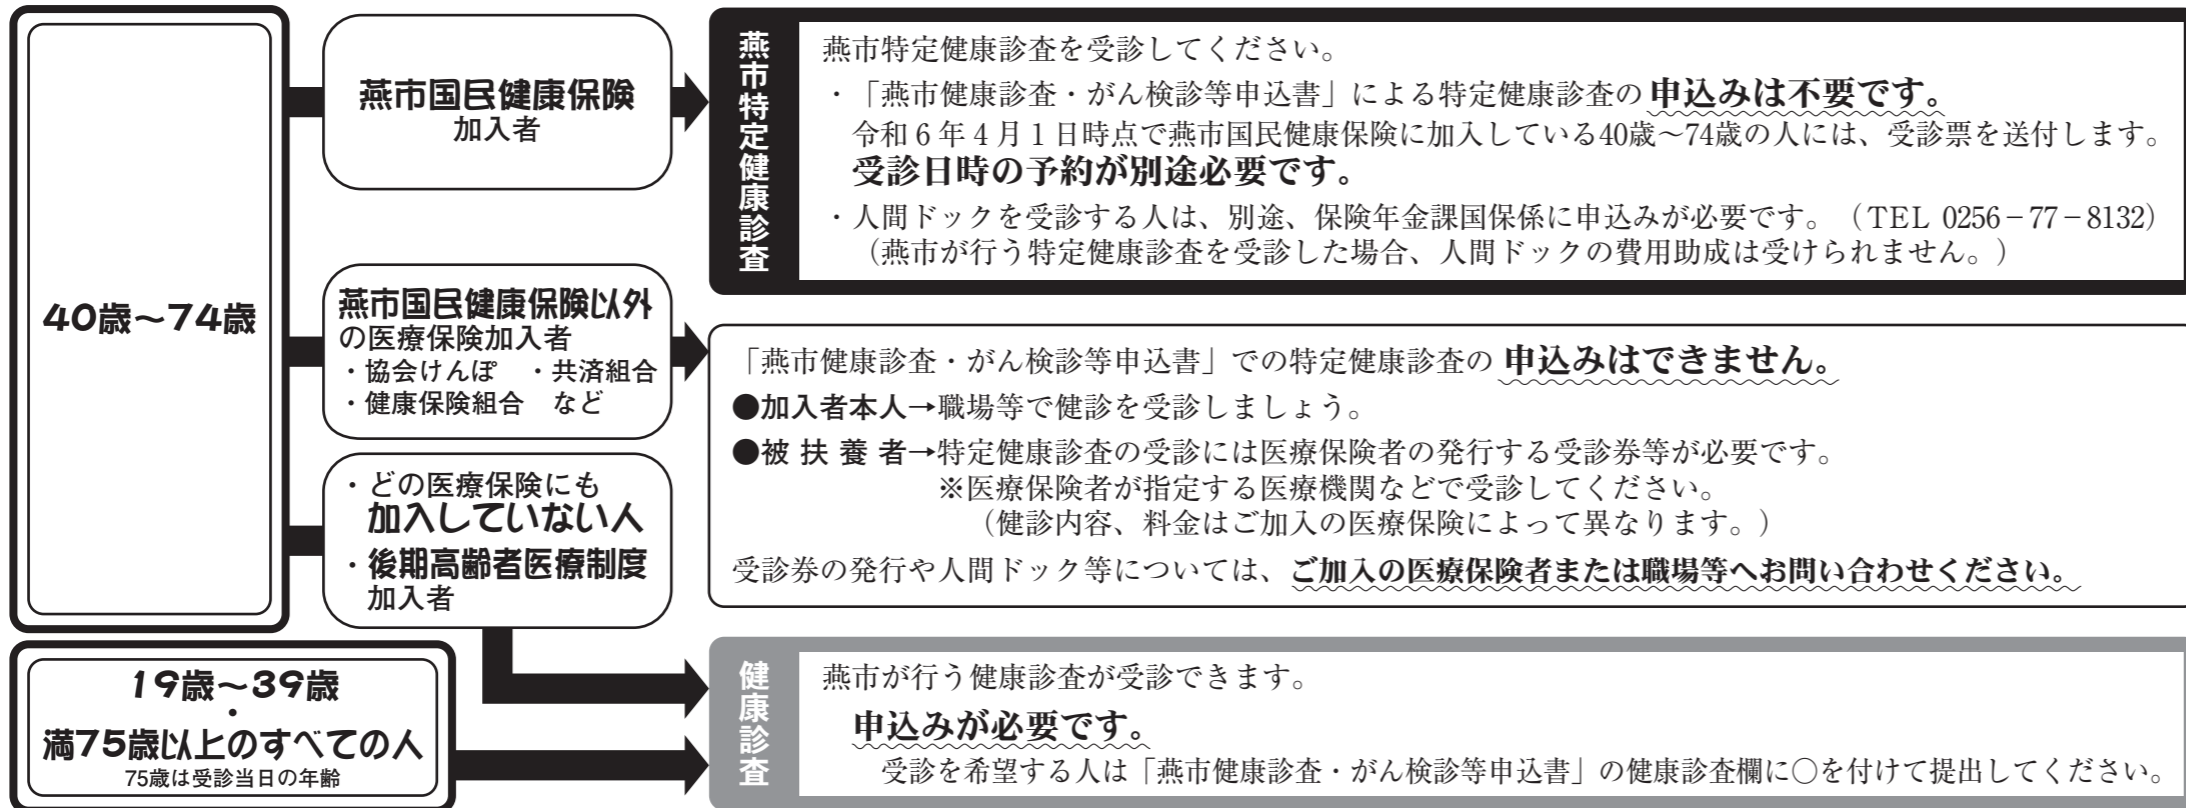 40歳～74歳
燕市国民健康保険
加入者
燕市特定健康診査
燕市特定健康診査を受診してください。
・「燕市健康診査・がん検診等申込書」による特定健康診査の 申込みは不要です。
令和6年4月1日時点で燕市国民健康保険に加入している40歳～74歳の人には、受診票を送付します。
受診日時の予約が別途必要です。
・人間ドックを受診する人は、別途、保険年金課国保係に申込みが必要です。（TEL 0256－77－8132）
（燕市が行う特定健康診査を受診した場合、人間ドックの費用助成は受けられません。）
燕市国民健康保険以外
の医療保険加入者
・協会けんぽ ・共済組合
・健康保険組合 など
「燕市健康診査・がん検診等申込書」での特定健康診査の 申込みはできません。
●加入者本人→職場等で健診を受診しましょう。
●被扶養者→特定健康診査の受診には医療保険者の発行する受診券等が必要です。
※医療保険者が指定する医療機関などで受診してください。
（健診内容、料金はご加入の医療保険によって異なります。）
受診券の発行や人間ドック等については、ご加入の医療保険者または職場等へお問い合わせください。
・どの医療保険にも
加入していない人
・後期高齢者医療制度
加入者
19歳～39歳
・
満75歳以上のすべての人
75歳は受診当日の年齢
健康診査
燕市が行う健康診査が受診できます。
申込みが必要です。
受診を希望する人は「燕市健康診査・がん検診等申込書」の健康診査欄に○を付けて提出してください。